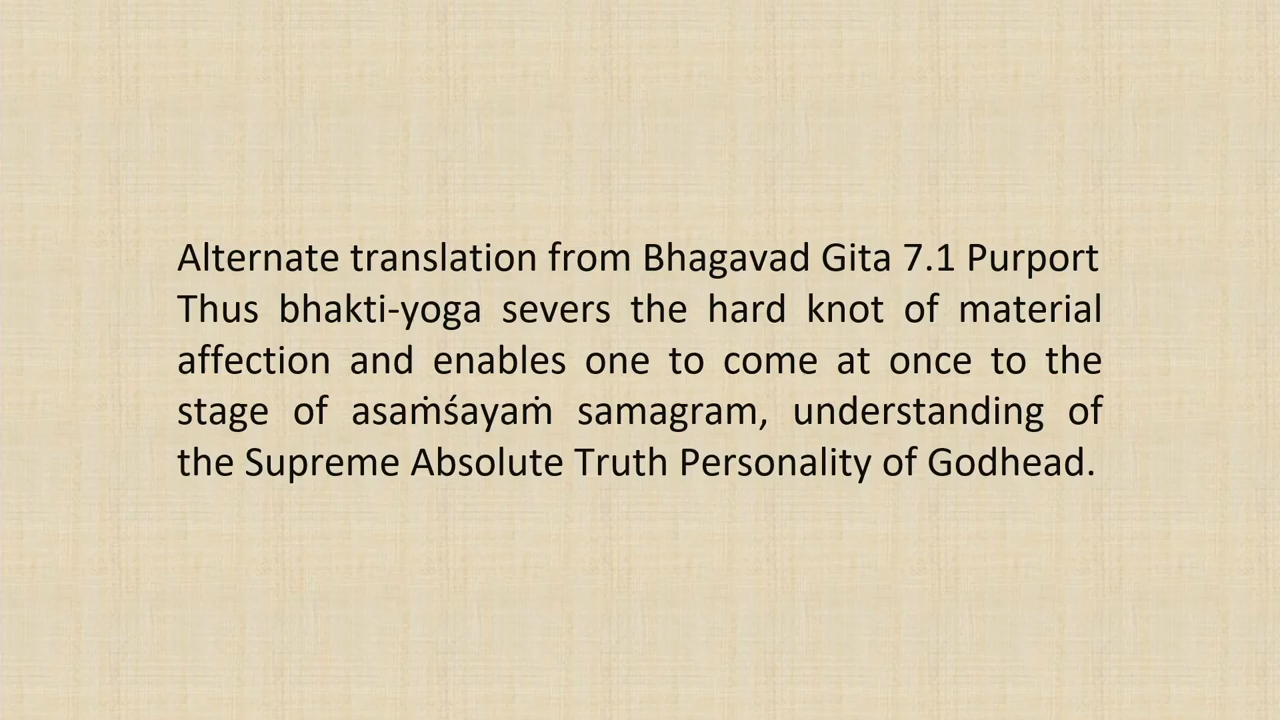 Alternate translation from Bhagavad Gita 7.1 Purport
Thus bhakti-yoga severs the hard knot of material
affection and enables one to come at once to the
stage of asaṁśayaṁ samagram, understanding of
the Supreme Absolute Truth Personality of Godhead.